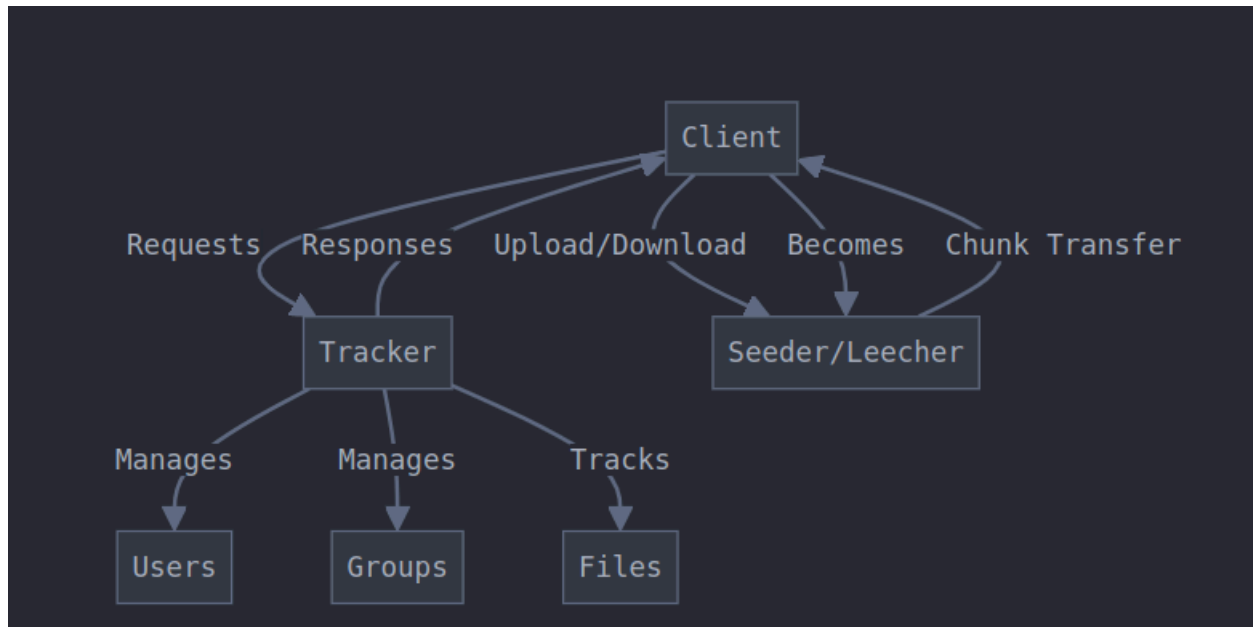 Client
Requests
Responses
Upload/Download
Becomes
Chunk Transfer
Tracker
Seeder/Leecher
Manages
Manages
Tracks
Users
Groups
Files